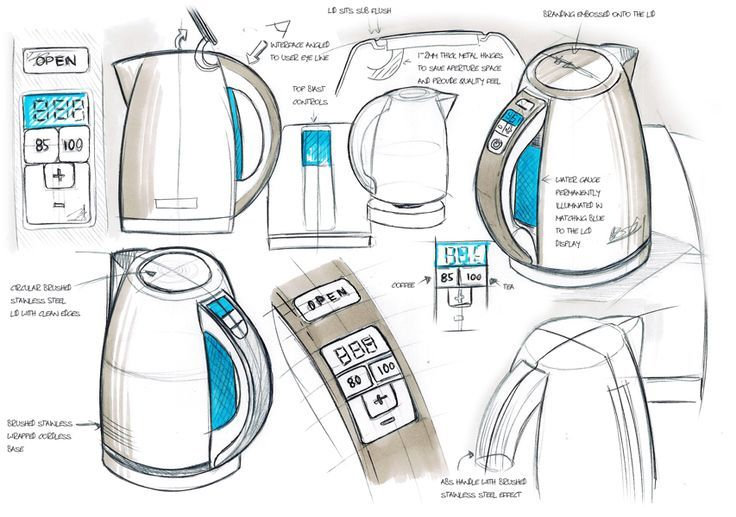 OPEN
888
85 100
+
-
INTERFACE ANGLED
TO USER EYE LINE
LID SITS SUB FLUSH
1-2MM THICK METAL HINGES
TO SAVE APERTURE SPACE
AND PROVIDE QUALITY FEEL
TOP BLAST
CONTROLS
BRANDING EMBOSSED ONTO THE LID
WATER GAUGE
PERMANENTLY
ILLUMINATED IN
MATCHING BLUE
TO THE LCD
DISPLAY
CIRCULAR BRUSHED
STAINLESS STEEL
LID WITH CLEAN EDGES.
BRUSHED STAINLESS
WRAPPED CORDLESS
BASE
OPEN
888
80 100
+
-
COFFEE
85 100
TEA
+
-
ABS HANDLE WITH BRUSHED
STAINLESS STEEL EFFECT